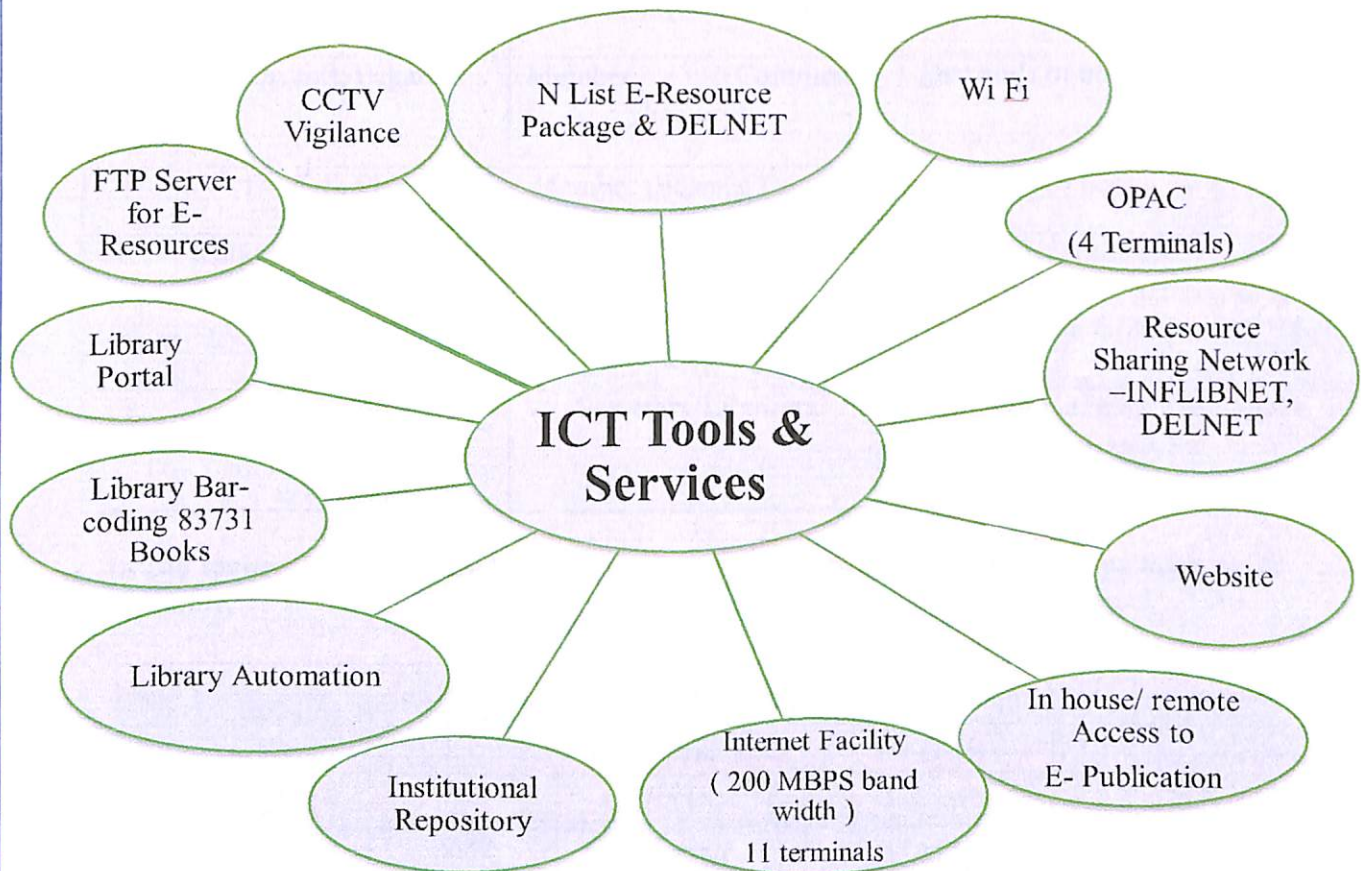 CCTV
Vigilance
N List E-Resource
Package & DELNET
Wi Fi
FTP Server
for E-
Resources
OPAC
(4 Terminals)
Library
Portal
Resource
Sharing Network
–INFLIBNET,
DELNET
ICT Tools &
Services
Library Bar-
coding 83731
Books
Website
Library Automation
In house/ remote
Access to
E- Publication
Institutional
Repository
Internet Facility
( 200 MBPS band
width )
11 terminals